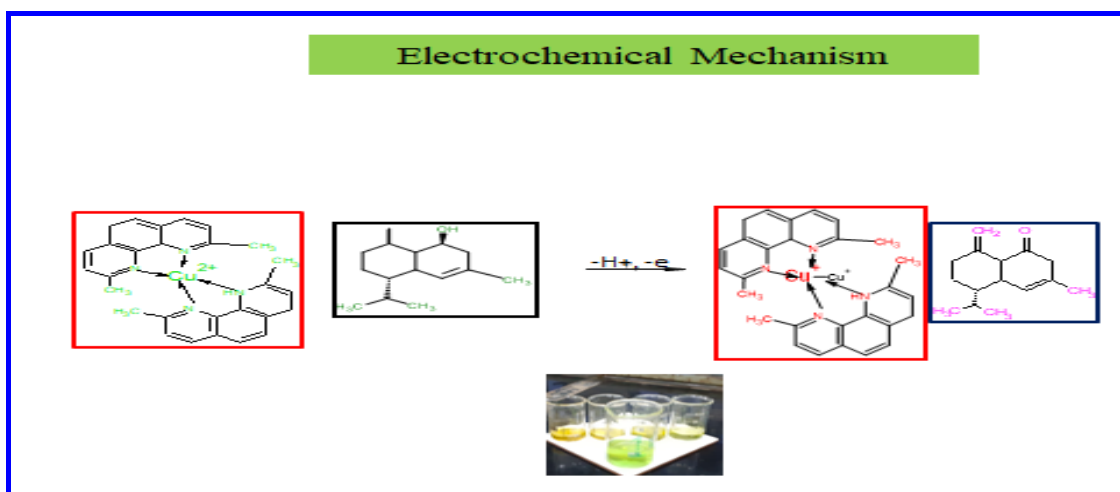 Electrochemical Mechanism
N
CH₃
N
Cu
2+
CH₃
CH₃
HN
H₃C
N
OH
CH₃
H₃C
CH₃
-H+, -e
N
CH₃
N
Cu
+
Cu⁺
CH₃
CH₃
HN
H₃C
N
CH₂
O
CH₃
CH₃